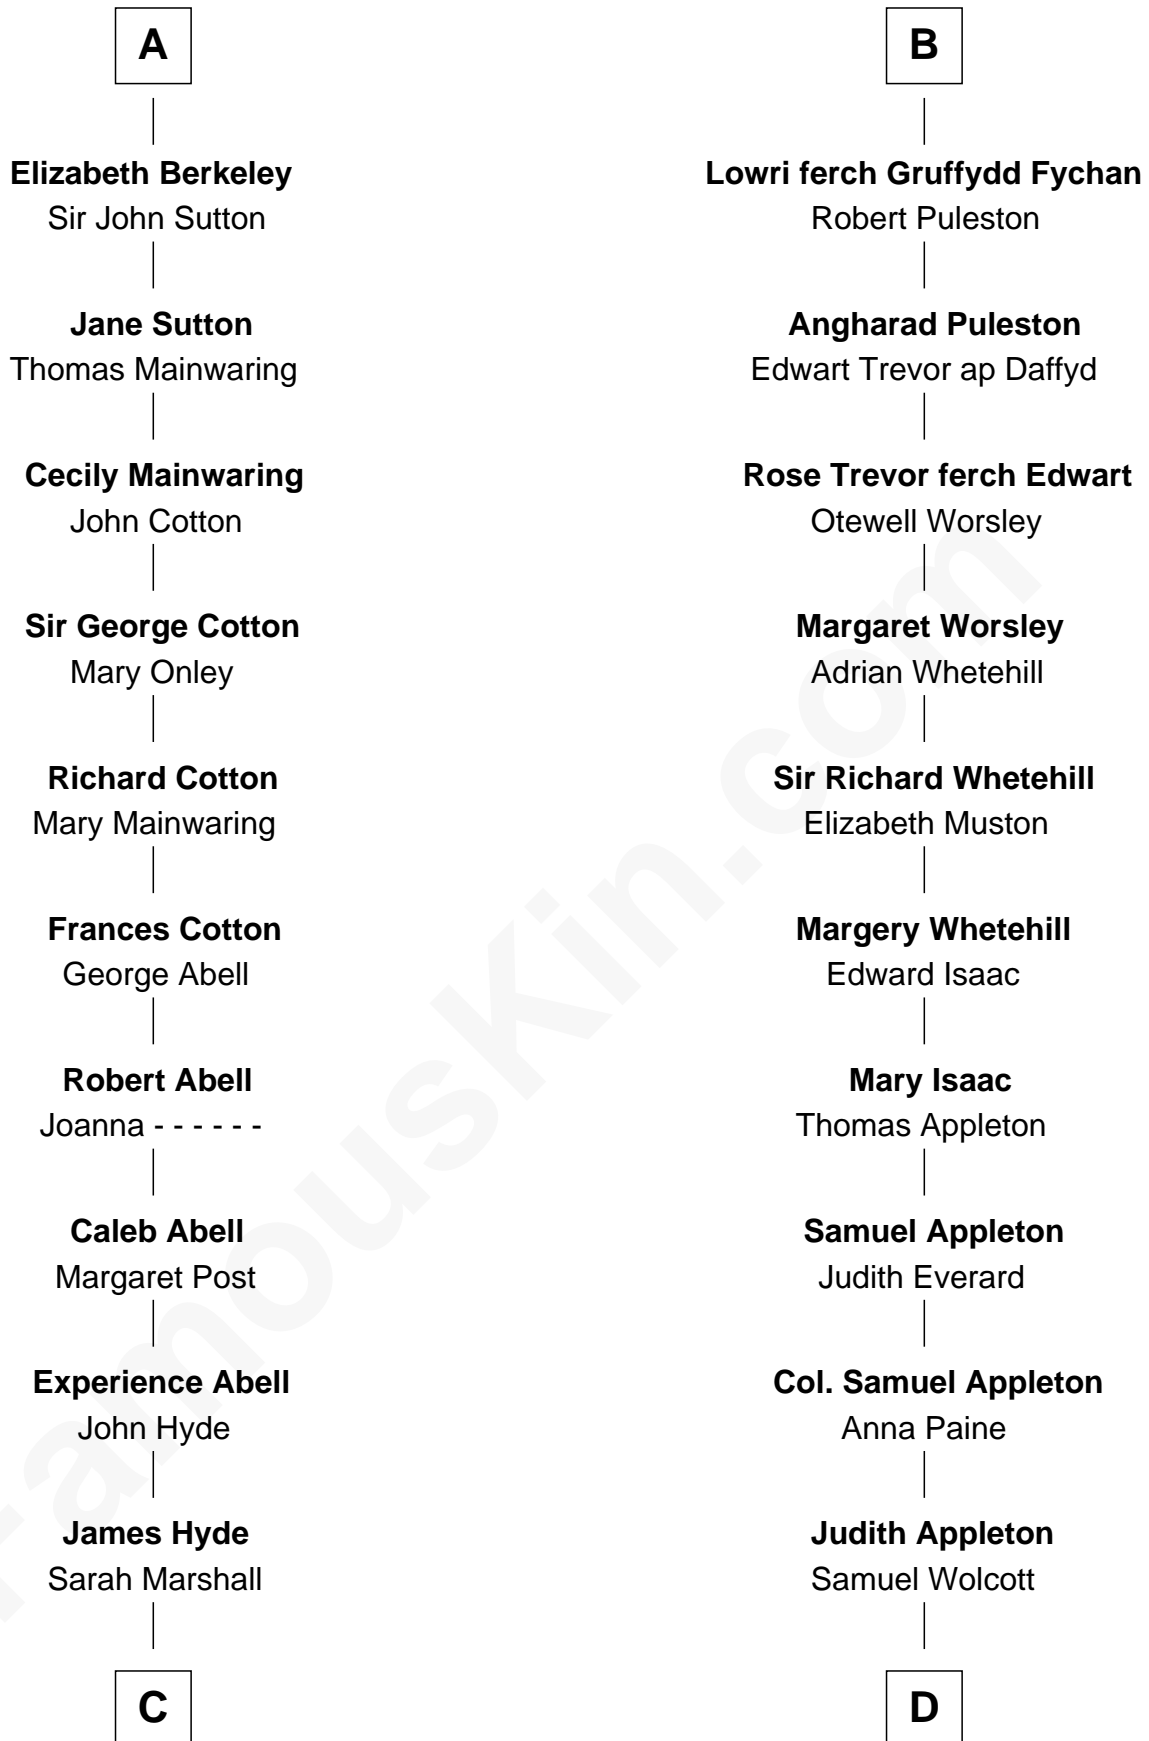 A
Elizabeth Berkeley
Sir John Sutton
Jane Sutton
Thomas Mainwaring
Cecily Mainwaring
John Cotton
Sir George Cotton
Mary Onley
Richard Cotton
Mary Mainwaring
Frances Cotton
George Abell
Robert Abell
Joanna - - - - - -
Caleb Abell
Margaret Post
Experience Abell
John Hyde
James Hyde
Sarah Marshall
C
B
Lowri ferch Gruffydd Fychan
Robert Puleston
Angharad Puleston
Edwart Trevor ap Daffyd
Rose Trevor ferch Edwart
Otewell Worsley
Margaret Worsley
Adrian Whetehill
Sir Richard Whetehill
Elizabeth Muston
Margery Whetehill
Edward Isaac
Mary Isaac
Thomas Appleton
Samuel Appleton
Judith Everard
Col. Samuel Appleton
Anna Paine
Judith Appleton
Samuel Wolcott
D
FamousKin.com